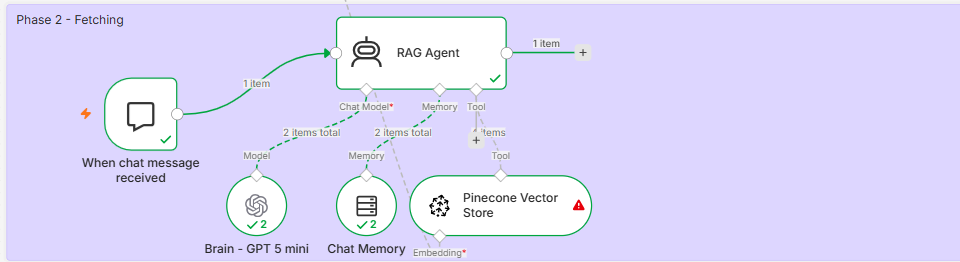 Phase 2 - Fetching
RAG Agent
1 item
1 item
Chat Model*
Memory
Tool
2 items total
2 items total
items
Model
Memory
Tool
When chat message
received
Pinecone Vector
Store
2
2
Brain - GPT 5 mini
Chat Memory
Embedding*